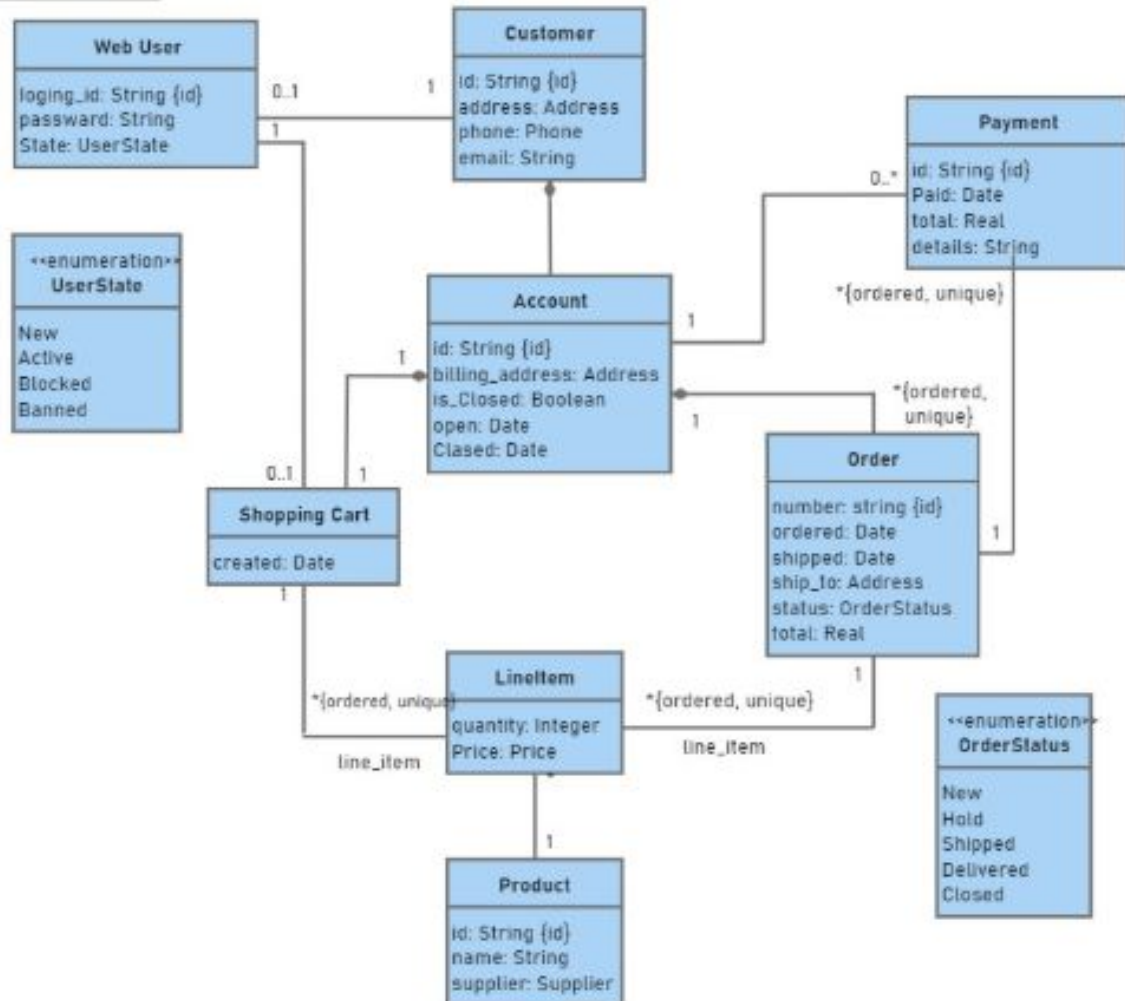 Web User
loging_id: String {id}
passward: String
State: UserState
0..1
1
1
Customer
id: String {id}
address: Address
phone: Phone
email: String
Payment
id: String {id}
Paid: Date
total: Real
details: String
0..*
*{ordered, unique}
<<enumeration>>
UserState
New
Active
Blocked
Banned
Account
id: String {id}
billing_address: Address
is_Closed: Boolean
open: Date
Clased: Date
1
1
1
*{ordered,
unique}
Order
number: string {id}
ordered: Date
shipped: Date
ship_to: Address
status: OrderStatus
total: Real
1
1
0..1
1
Shopping Cart
created: Date
1
*{ordered, unique}
line_item
LineItem
quantity: Integer
Price: Price
*{ordered, unique}
line_item
<<enumeration>>
OrderStatus
New
Hold
Shipped
Delivered
Closed
1
Product
id: String {id}
name: String
supplier: Supplier